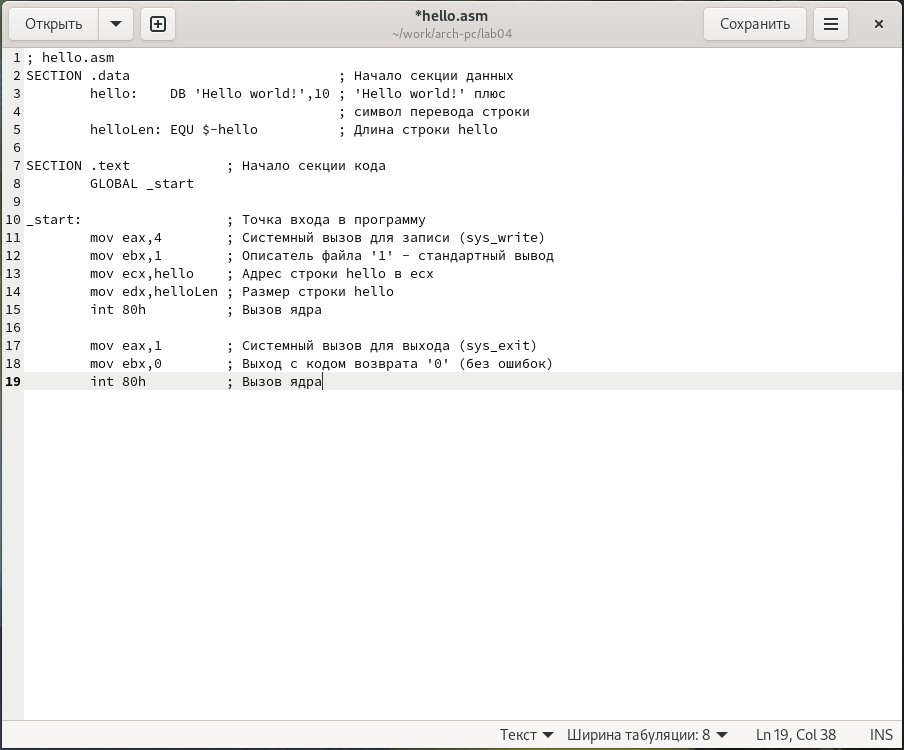 Открыть
*hello.asm
~/work/arch-pc/lab04
Сохранить
1 ; hello.asm
2 SECTION .data                          ; Начало секции данных
3         hello:    DB 'Hello world!',10 ; 'Hello world!' плюс
4                                        ; символ перевода строки
5         helloLen: EQU $-hello          ; Длина строки hello
6
7 SECTION .text            ; Начало секции кода
8         GLOBAL _start
9
10 _start:                  ; Точка входа в программу
11         mov eax,4        ; Системный вызов для записи (sys_write)
12         mov ebx,1        ; Описатель файла '1' - стандартный вывод
13         mov ecx,hello    ; Адрес строки hello в ecx
14         mov edx,helloLen ; Размер строки hello
15         int 80h          ; Вызов ядра
16
17         mov eax,1        ; Системный вызов для выхода (sys_exit)
18         mov ebx,0        ; Выход с кодом возврата '0' (без ошибок)
19         int 80h          ; Вызов ядра
Текст Ширина табуляции: 8 Ln 19, Col 38 INS